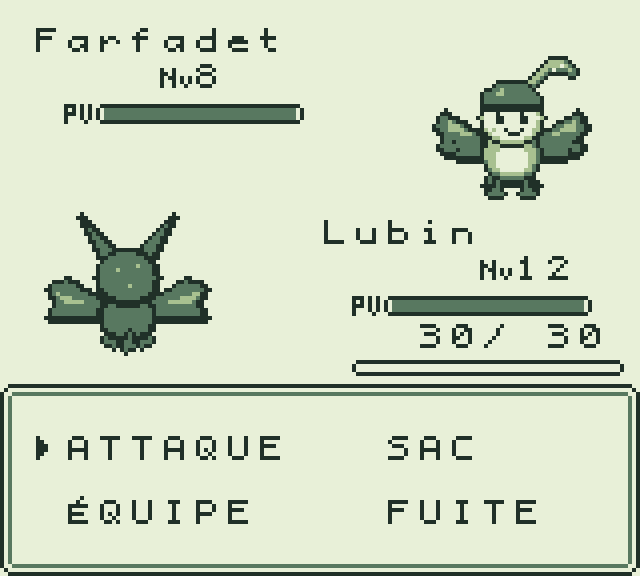 Farfadet
Nv8
PV
Lubin
Nv12
PV
30/ 30
ATTAQUE SAC
ÉQUIPE FUITE